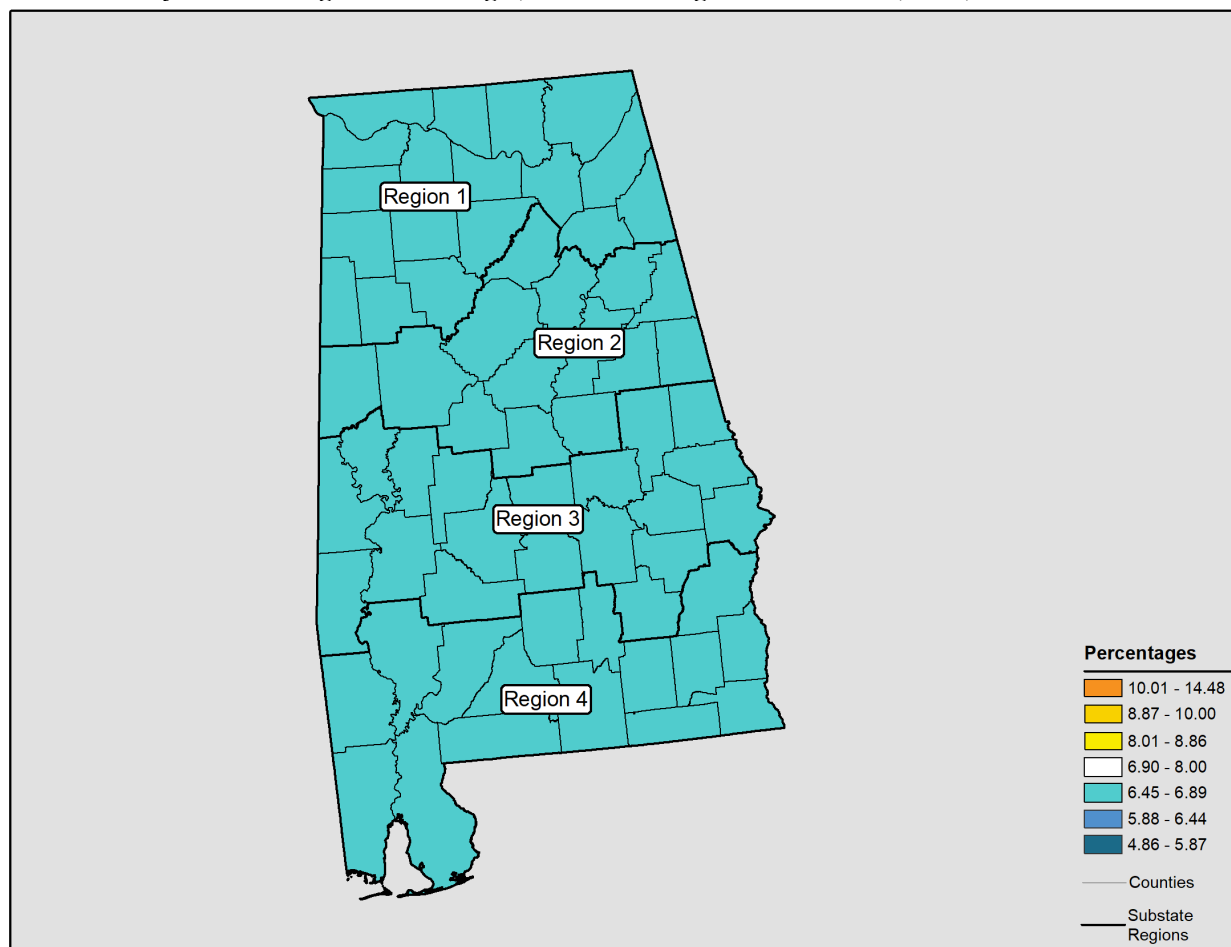 Region 1
Region 2
Region 3
Region 4
Percentages
10.01 - 14.48
8.87 - 10.00
8.01 - 8.86
6.90 - 8.00
6.45 - 6.89
5.88 - 6.44
4.86 - 5.87
Counties
Substate
Regions